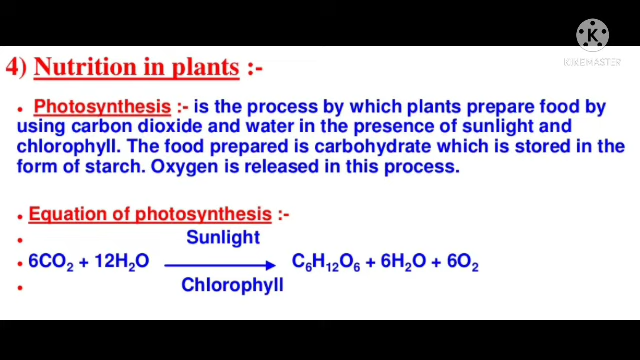 K
KINEMASTER
4) Nutrition in plants :-
• Photosynthesis :- is the process by which plants prepare food by
using carbon dioxide and water in the presence of sunlight and
chlorophyll. The food prepared is carbohydrate which is stored in the
form of starch. Oxygen is released in this process.
• Equation of photosynthesis :-
• Sunlight
• 6CO₂ + 12H₂O ⟶ C₆H₁₂O₆ + 6H₂O + 6O₂
• Chlorophyll